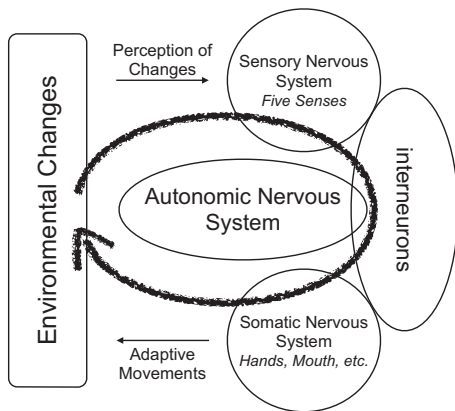 Environmental Changes
Perception of
Changes
Sensory Nervous
System
Five Senses
interneurons
Autonomic Nervous
System
Somatic Nervous
System
Hands, Mouth, etc.
Adaptive
Movements